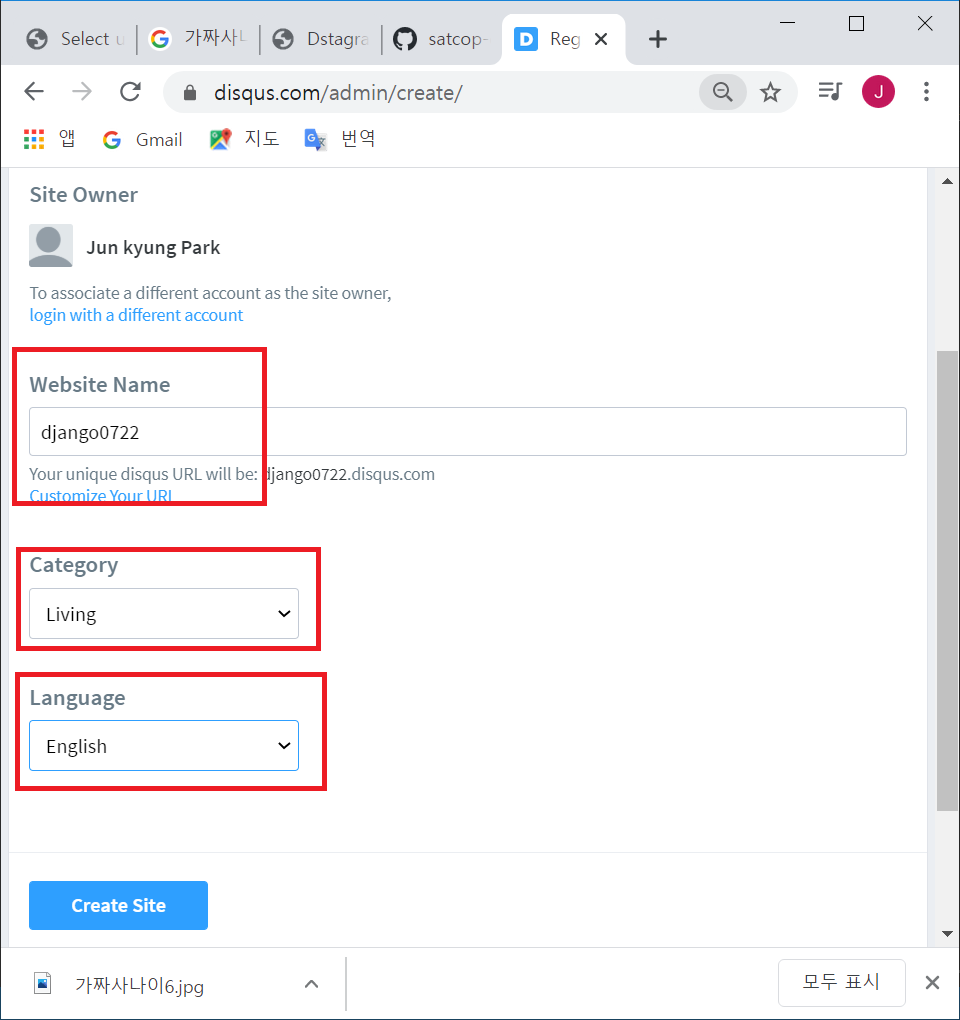 Select u
가짜사나
Dstagra
satcop-
D Reg
disqus.com/admin/create/
J
앱 Gmail 지도 번역
Site Owner
Jun kyung Park
To associate a different account as the site owner,
login with a different account
Website Name
django0722
Your unique disqus URL will be: django0722.disqus.com
Customize Your URL
Category
Living
Language
English
Create Site
가짜사나이6.jpg
모두 표시